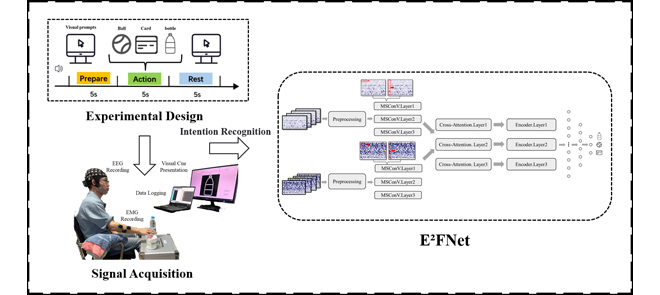 Visual prompts
Ball
Card
bottle
Prepare
Action
Rest
5s
5s
5s
Experimental Design
Intention Recognition
EEG
Recording
Visual Cue
Presentation
Data Logging
EMG
Recording
Signal Acquisition
Preprocessing
MSConV.Layer1
MSConV.Layer2
MSConV.Layer3
Cross-Attention.Layer1
Encoder.Layer1
Cross-Attention. Layer2
Encoder.Layer2
Cross-Attention.Layer3
Encoder.Layer3
Preprocessing
MSConV.Layer1
MSConV.Layer2
MSConV.Layer3
E²FNet